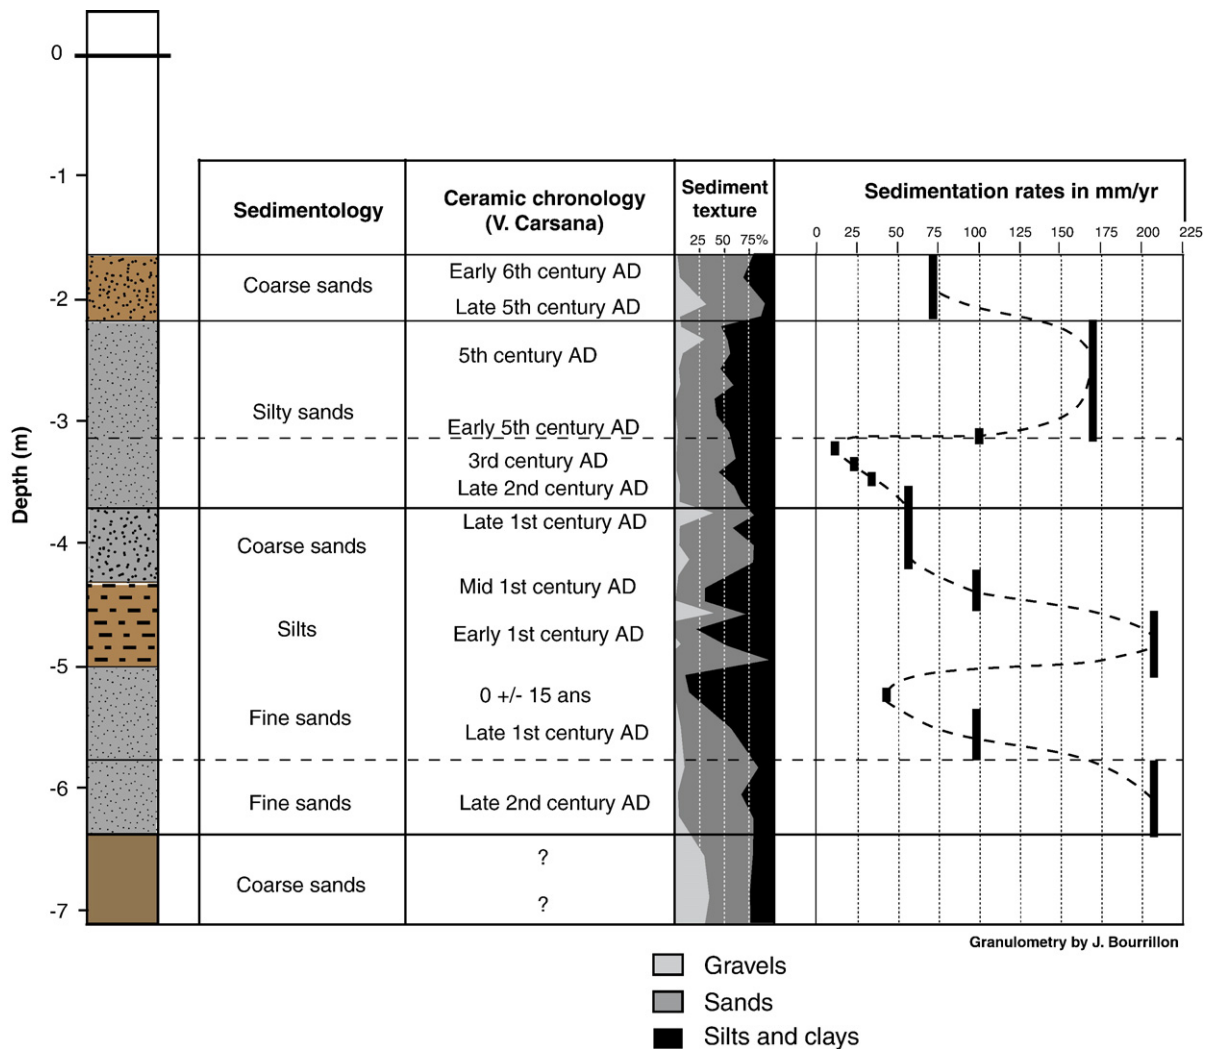 0
-1
-2
-3
-4
-5
-6
-7
Depth (m)
Sedimentology
Ceramic chronology
(V. Carsana)
Sediment
texture
25 50 75%
Sedimentation rates in mm/yr
0 25 50 75 100 125 150 175 200 225
Coarse sands
Early 6th century AD
Late 5th century AD
5th century AD
Silty sands
Early 5th century AD
3rd century AD
Late 2nd century AD
Late 1st century AD
Coarse sands
Mid 1st century AD
Silts
Early 1st century AD
0 +/- 15 ans
Fine sands
Late 1st century AD
Fine sands
Late 2nd century AD
?
Coarse sands
?
Granulometry by J. Bourrillon
Gravels
Sands
Silts and clays